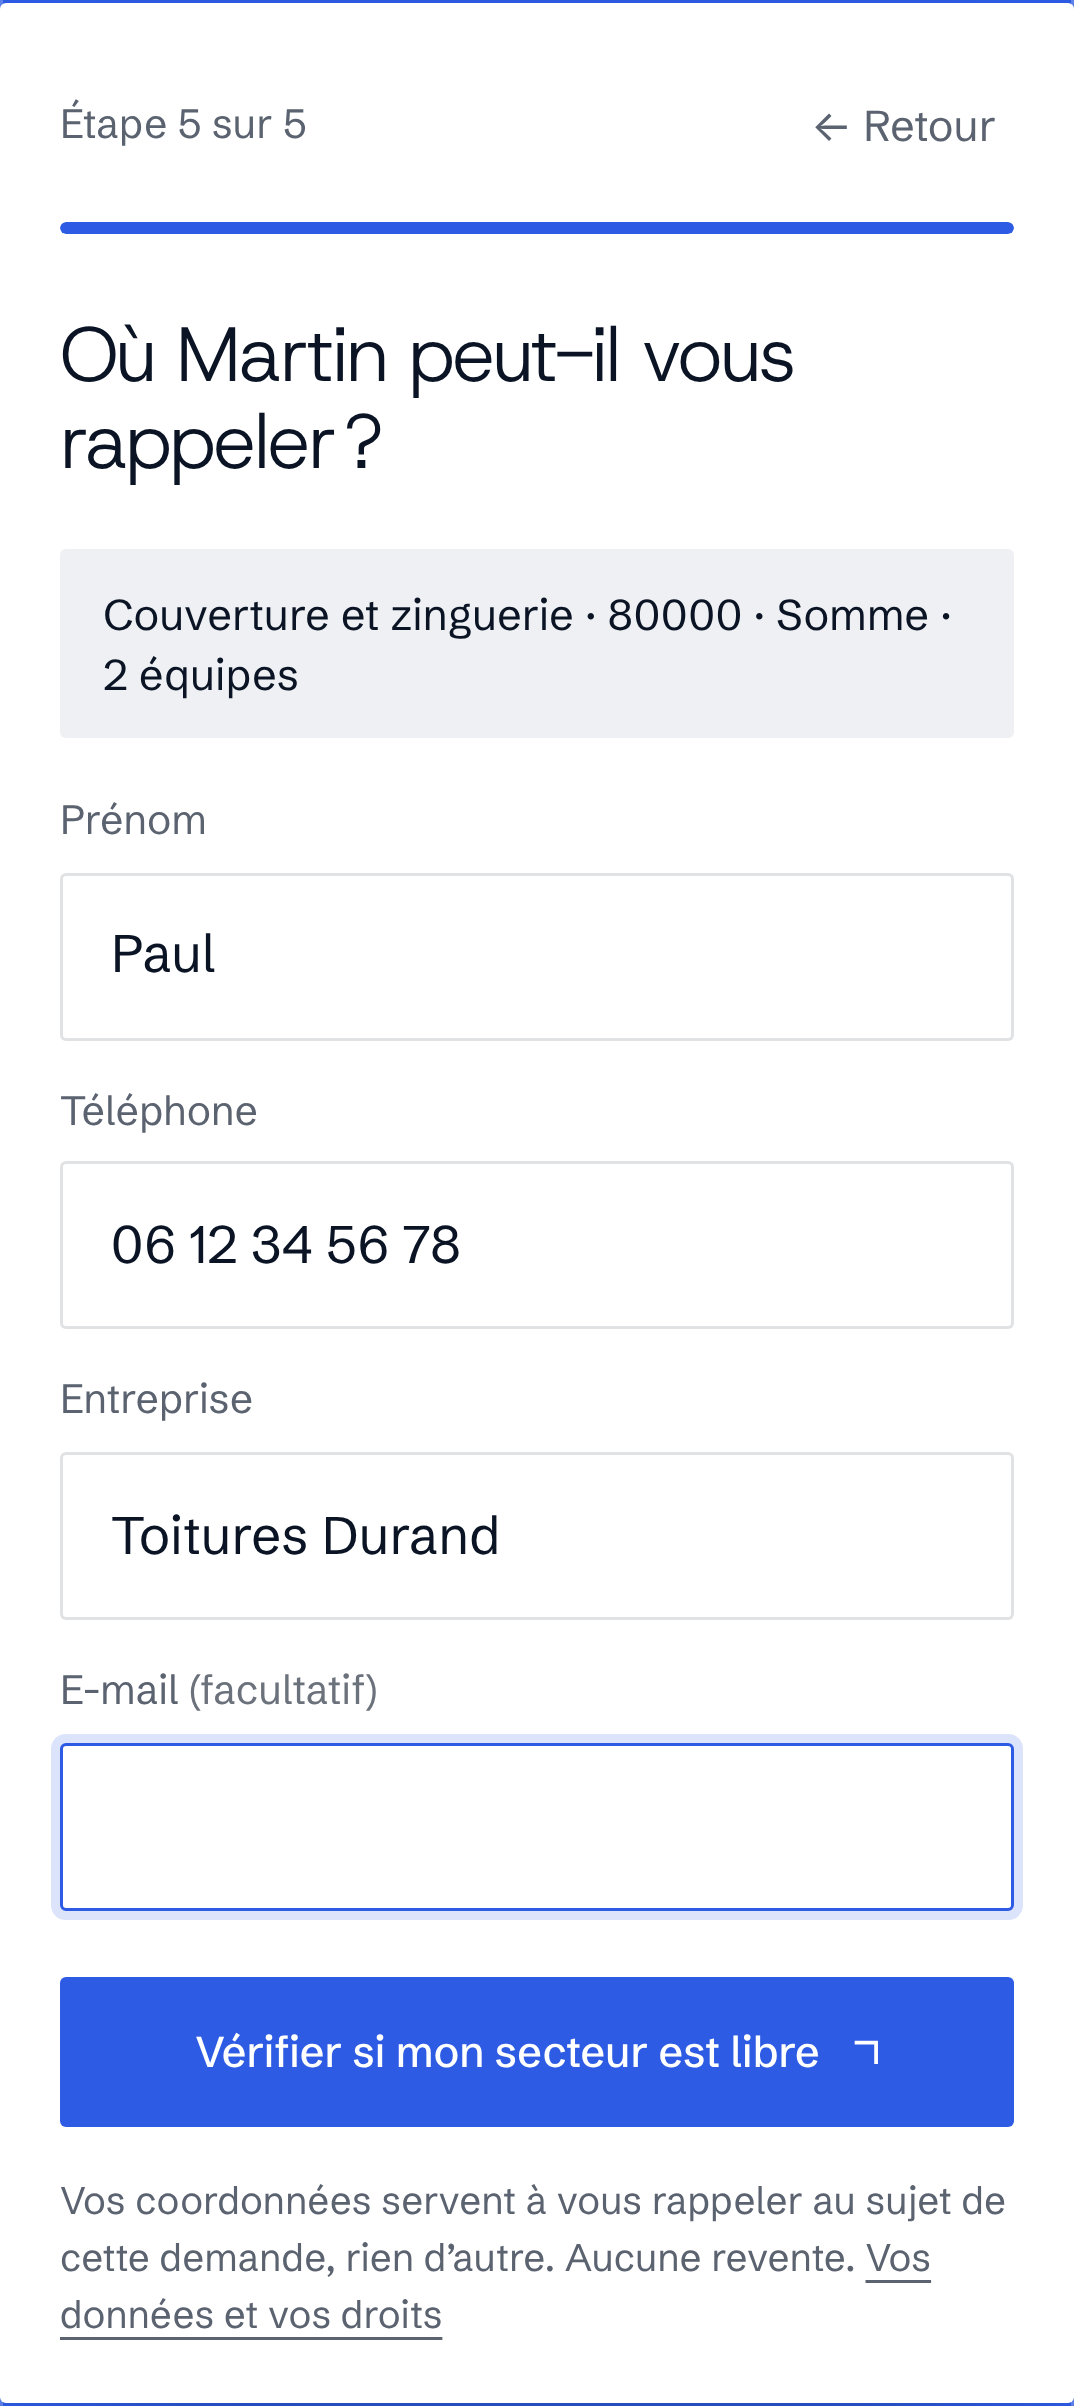 Étape 5 sur 5
← Retour
Où Martin peut-il vous
rappeler ?
Couverture et zinguerie · 80000 · Somme ·
2 équipes
Prénom
Paul
Téléphone
06 12 34 56 78
Entreprise
Toitures Durand
E-mail (facultatif)
Vérifier si mon secteur est libre
Vos coordonnées servent à vous rappeler au sujet de
cette demande, rien d’autre. Aucune revente. Vos
données et vos droits